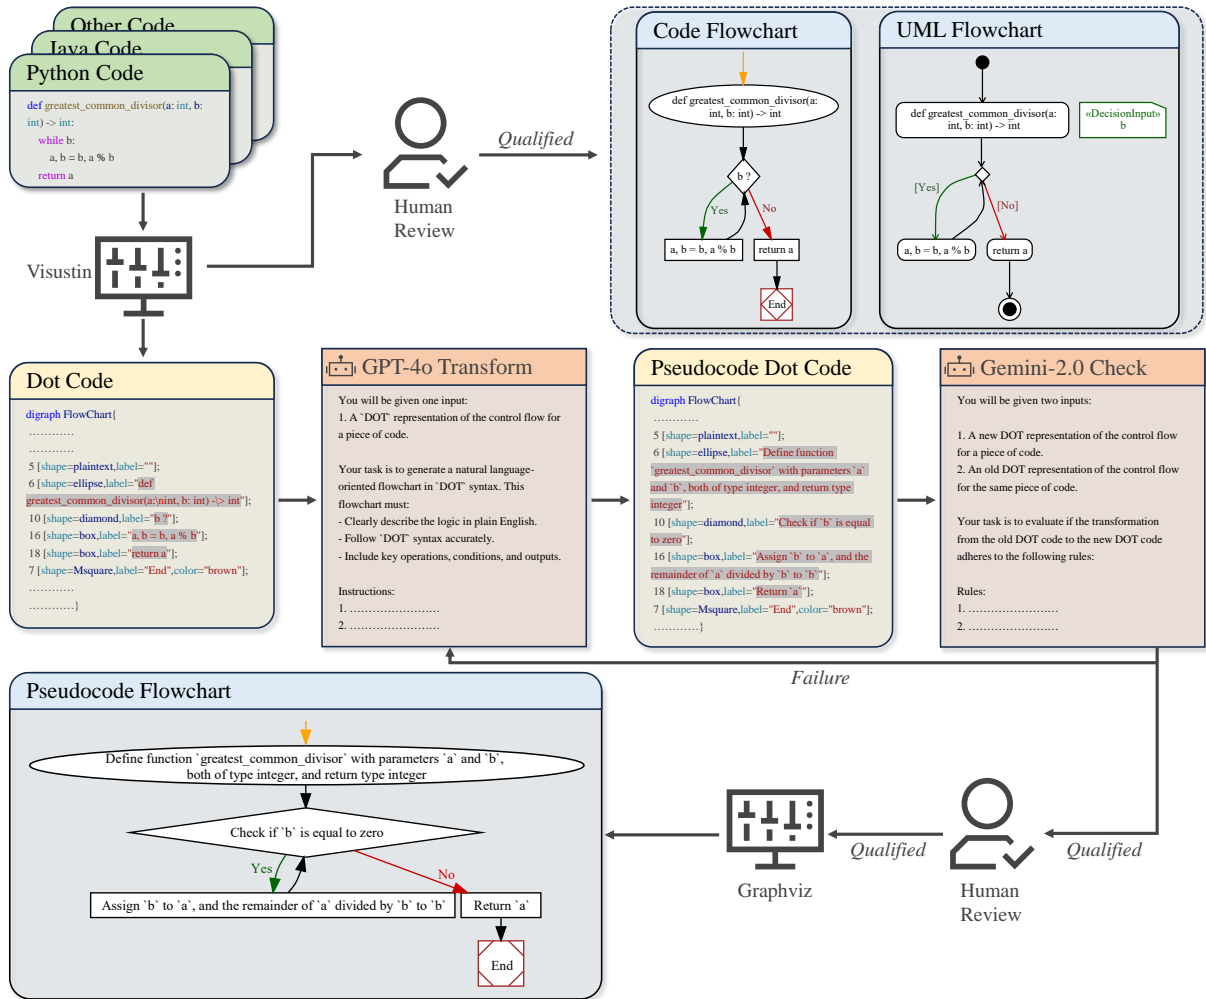 Other Code
Java Code
Python Code
def greatest_common_divisor(a: int, b:
int) -> int:
while b:
a, b = b, a % b
return a
Visustin
Human
Review
Qualified
Code Flowchart
def greatest_common_divisor(a:
int, b: int) -> int
b ?
Yes
No
a, b = b, a % b
return a
End
UML Flowchart
def greatest_common_divisor(a:
int, b: int) -> int
«DecisionInput»
b
[Yes]
[No]
a, b = b, a % b
return a
Dot Code
digraph FlowChart{
…………
…………
5 [shape=plaintext,label=""];
6 [shape=ellipse,label="def
greatest_common_divisor(a:\nint, b: int) -\> int"];
10 [shape=diamond,label="b ?"];
16 [shape=box,label="a, b = b, a % b"];
18 [shape=box,label="return a"];
7 [shape=Msquare,label="End",color="brown"];
…………
…………}
GPT-4o Transform
You will be given one input:
1. A `DOT` representation of the control flow for
a piece of code.
Your task is to generate a natural language-
oriented flowchart in `DOT` syntax. This
flowchart must:
- Clearly describe the logic in plain English.
- Follow `DOT` syntax accurately.
- Include key operations, conditions, and outputs.
Instructions:
1. ……………………
2. ……………………
Pseudocode Dot Code
digraph FlowChart{
…………
5 [shape=plaintext,label=""];
6 [shape=ellipse,label="Define function
`greatest_common_divisor` with parameters `a`
and `b`, both of type integer, and return type
integer"];
10 [shape=diamond,label="Check if `b` is equal
to zero"];
16 [shape=box,label="Assign `b` to `a`, and the
remainder of `a` divided by `b` to `b`"];
18 [shape=box,label="Return `a`"];
7 [shape=Msquare,label="End",color="brown"];
…………}
Gemini-2.0 Check
You will be given two inputs:
1. A new DOT representation of the control flow
for a piece of code.
2. An old DOT representation of the control flow
for the same piece of code.
Your task is to evaluate if the transformation
from the old DOT code to the new DOT code
adheres to the following rules:
Rules:
1. ……………………
2. ……………………
Failure
Pseudocode Flowchart
Define function `greatest_common_divisor` with parameters `a` and `b`,
both of type integer, and return type integer
Check if `b` is equal to zero
Yes
No
Assign `b` to `a`, and the remainder of `a` divided by `b` to `b`
Return `a`
End
Graphviz
Qualified
Human
Review
Qualified